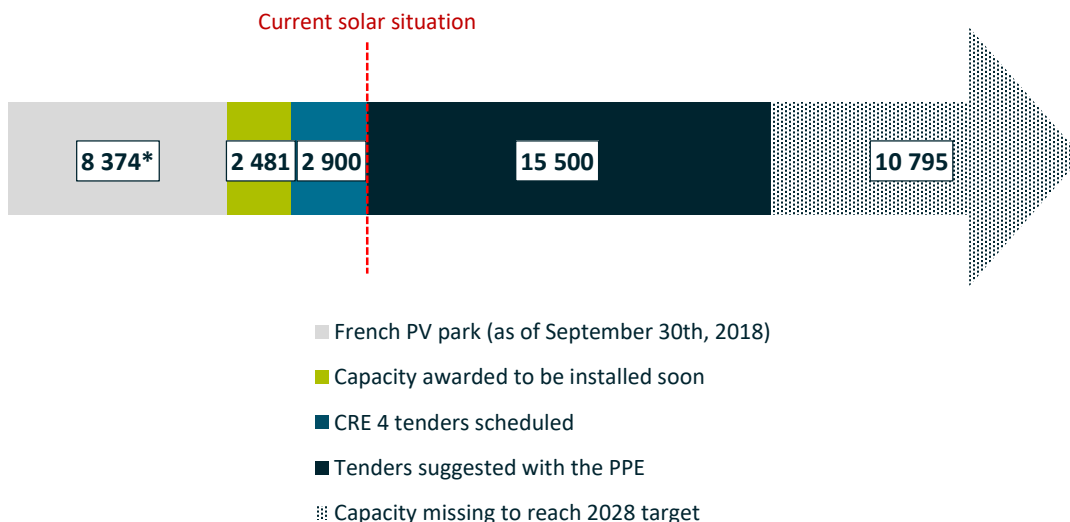 Current solar situation
8 374*
2 481
2 900
15 500
10 795
French PV park (as of September 30th, 2018)
Capacity awarded to be installed soon
CRE 4 tenders scheduled
Tenders suggested with the PPE
Capacity missing to reach 2028 target